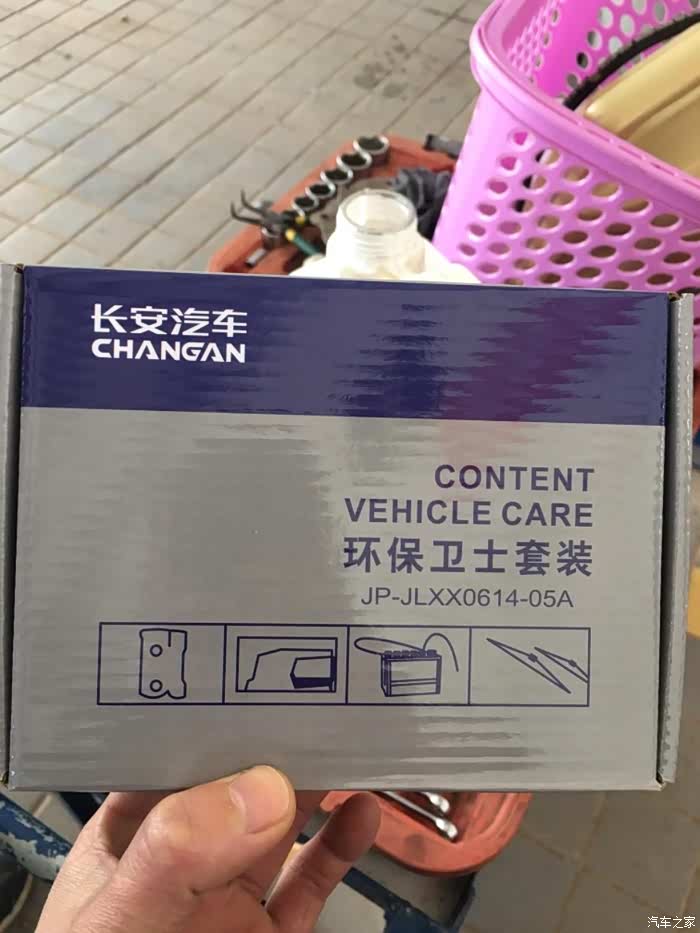 长安汽车
CHANGAN
CONTENT
VEHICLE CARE
环保卫士套装
JP-JLXX0614-05A
汽车之家